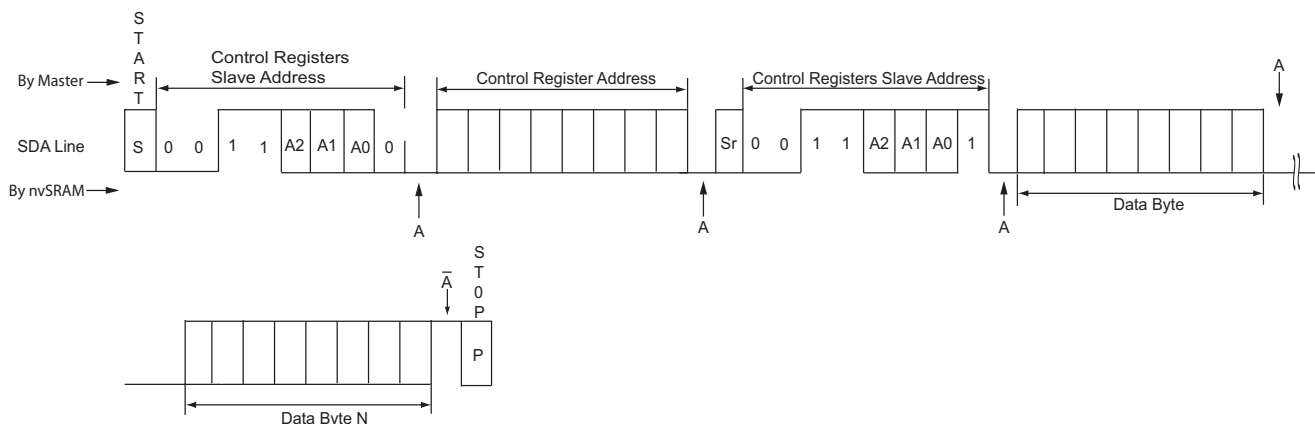 START
Control Registers
Slave Address
By Master
Control Register Address
Control Registers Slave Address
A
SDA Line
S 0 0 1 1 A2 A1 A0 0
Sr 0 0 1 1 A2 A1 A0 1
By nvSRAM
A
A
A
Data Byte
A̅
ST0P
P
Data Byte N